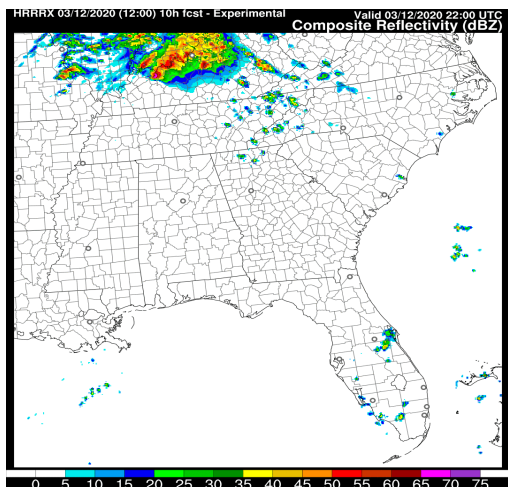 HRRRX 03/12/2020 (12:00) 10h fcst - Experimental
Valid 03/12/2020 22:00 UTC
Composite Reflectivity (dBZ)
0 5 10 15 20 25 30 35 40 45 50 55 60 65 70 75